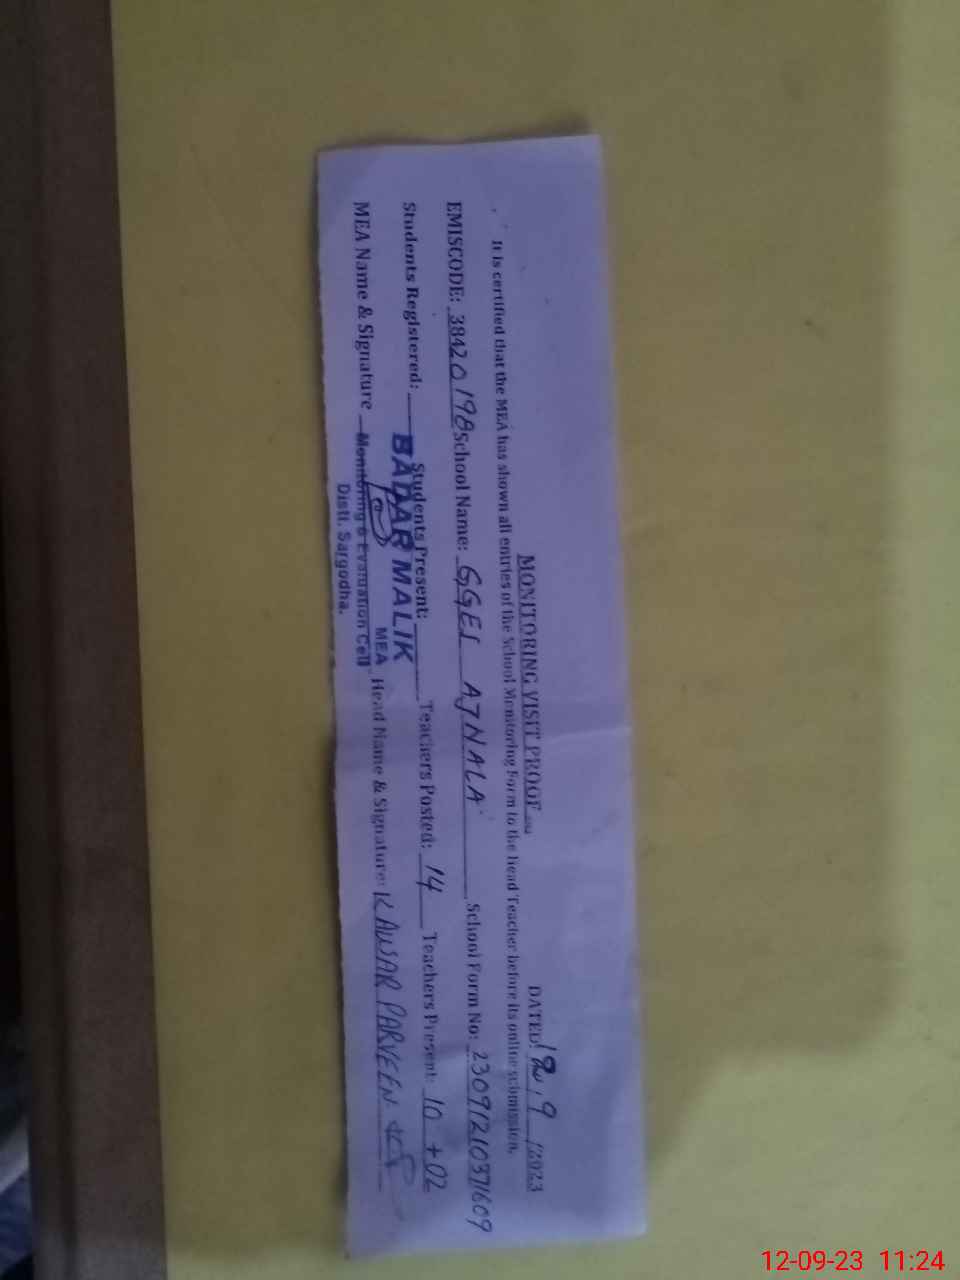 MONITORING VISIT PROOF
DATED! 12, 9 /2023
It is certified that the MEA has shown all entries of the School Monitoring Form to the head Teacher before its online submission.
EMISCODE: 38420198 School Name: GGES AJNALA School Form No: 23091210371609
Students Registered: Students Present: Teachers Posted: 14 Teachers Present: 10 + 02
MEA Name & Signature Head Name & Signature: KAUSAR PARVEEN
BADAR MALIK
MEA
Monitoring & Evaluation Cell
Distt. Sargodha.
12-09-23 11:24